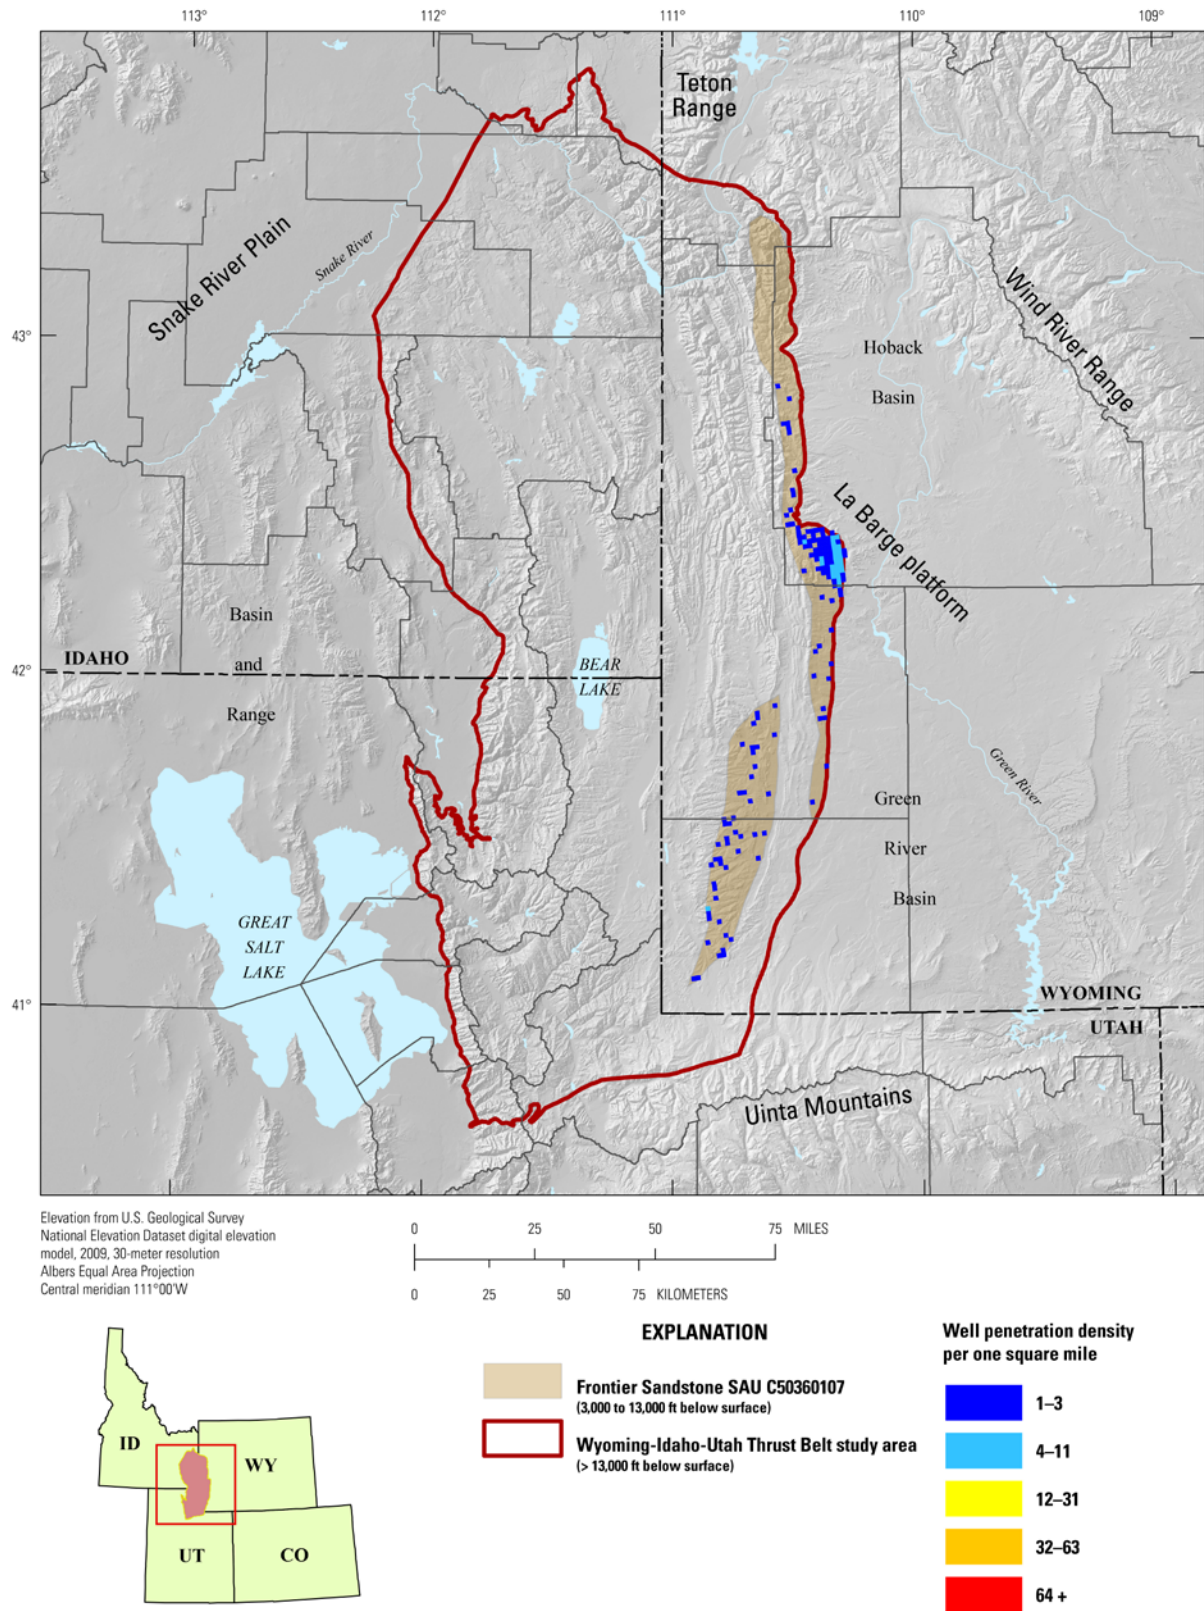 113° 112° 111° 110° 109°
Teton
Range
Snake River Plain
Snake River
Wind River Range
43°
Hoback
Basin
La Barge platform
Basin
and
Range
IDAHO
42°
BEAR
LAKE
Green River
Green
River
Basin
GREAT
SALT
LAKE
41°
WYOMING
UTAH
Uinta Mountains
Elevation from U.S. Geological Survey
National Elevation Dataset digital elevation
model, 2009, 30-meter resolution
Albers Equal Area Projection
Central meridian 111°00'W
0 25 50 75 MILES
0 25 50 75 KILOMETERS
ID
WY
UT
CO
EXPLANATION
Frontier Sandstone SAU C50360107
(3,000 to 13,000 ft below surface)
Wyoming-Idaho-Utah Thrust Belt study area
(> 13,000 ft below surface)
Well penetration density
per one square mile
1–3
4–11
12–31
32–63
64 +